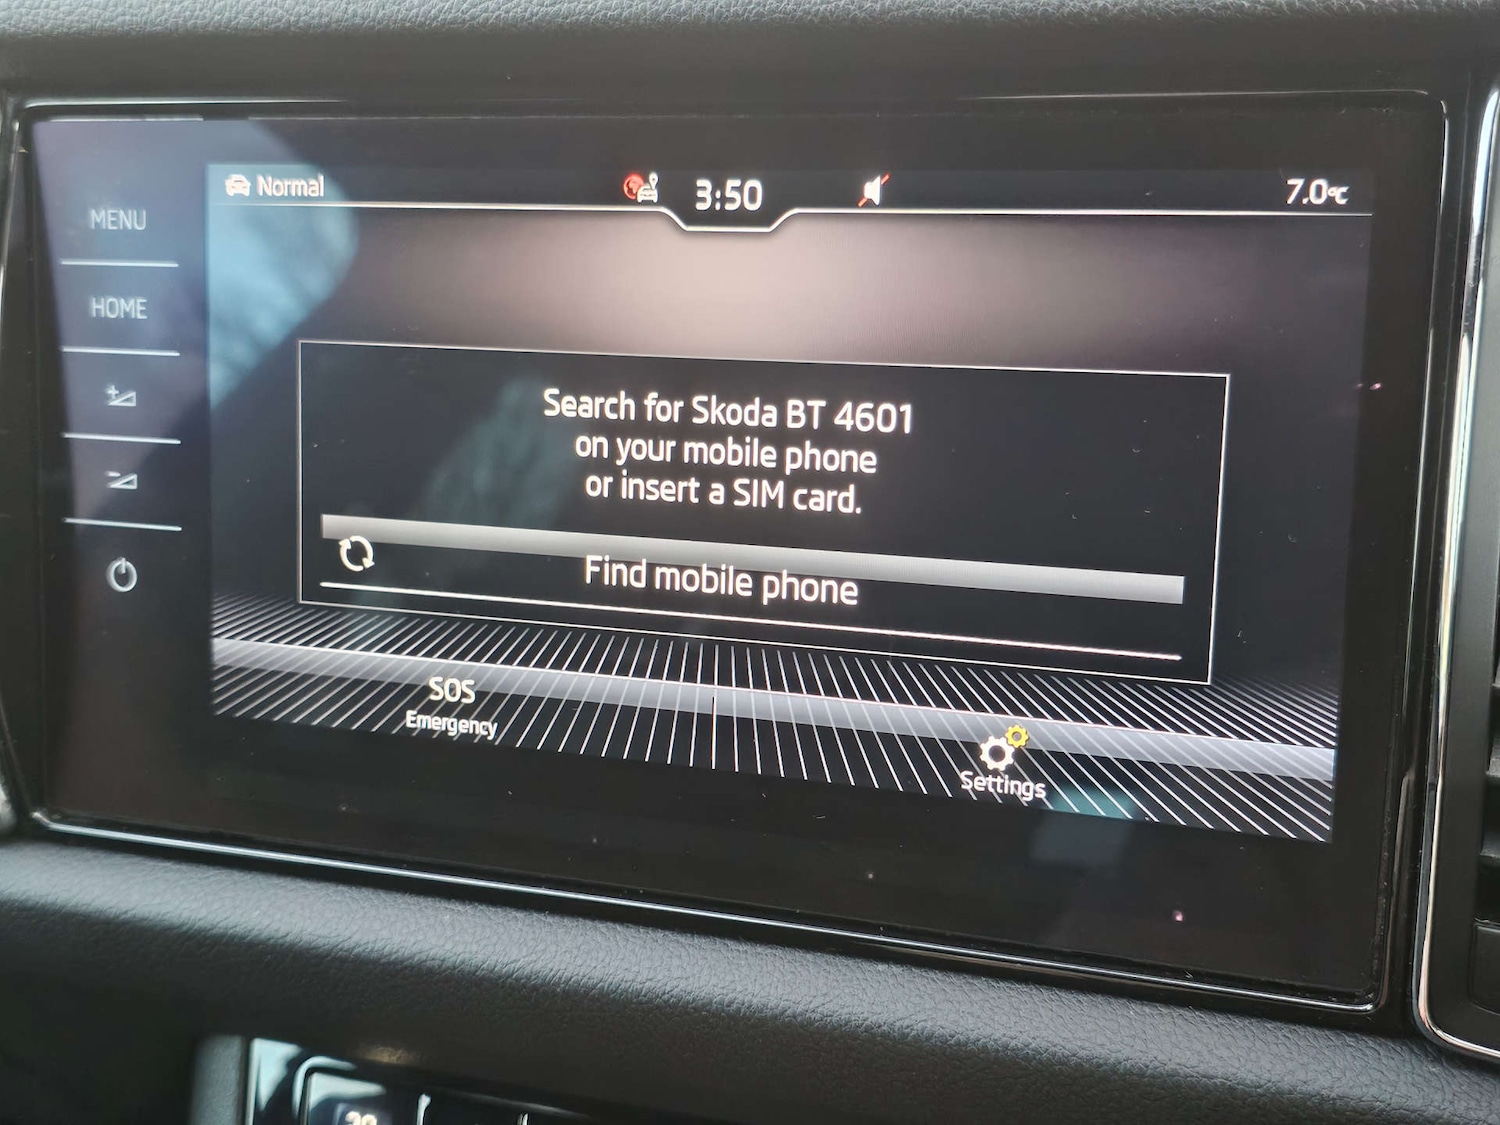 Normal
3:50
7.0°C
MENU
HOME
Search for Skoda BT 4601
on your mobile phone
or insert a SIM card.
Find mobile phone
SOS
Emergency
Settings